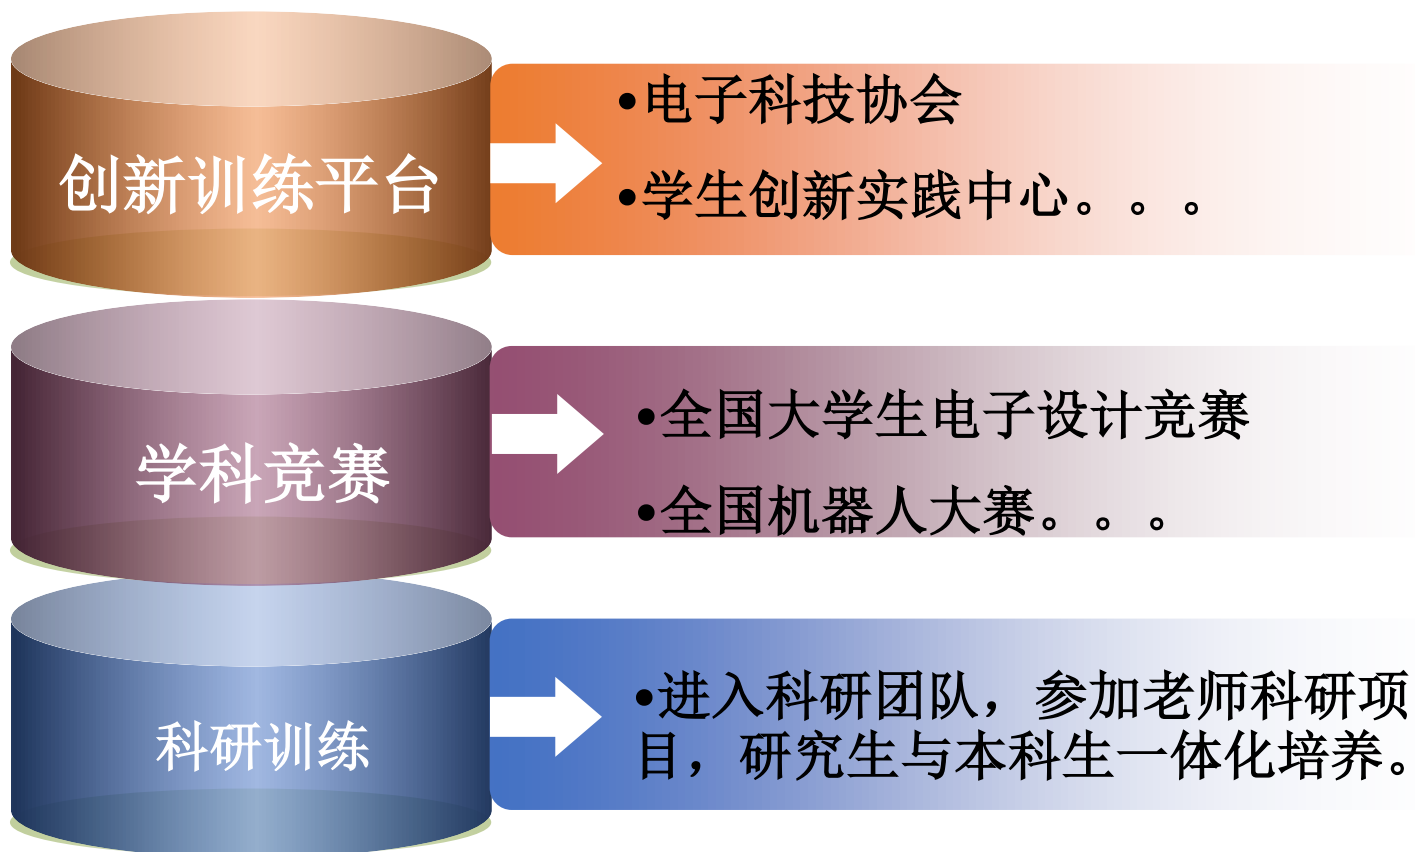 创新训练平台
•电子科技协会
•学生创新实践中心。。。
学科竞赛
•全国大学生电子设计竞赛
•全国机器人大赛。。。
科研训练
•进入科研团队，参加老师科研项
目，研究生与本科生一体化培养。